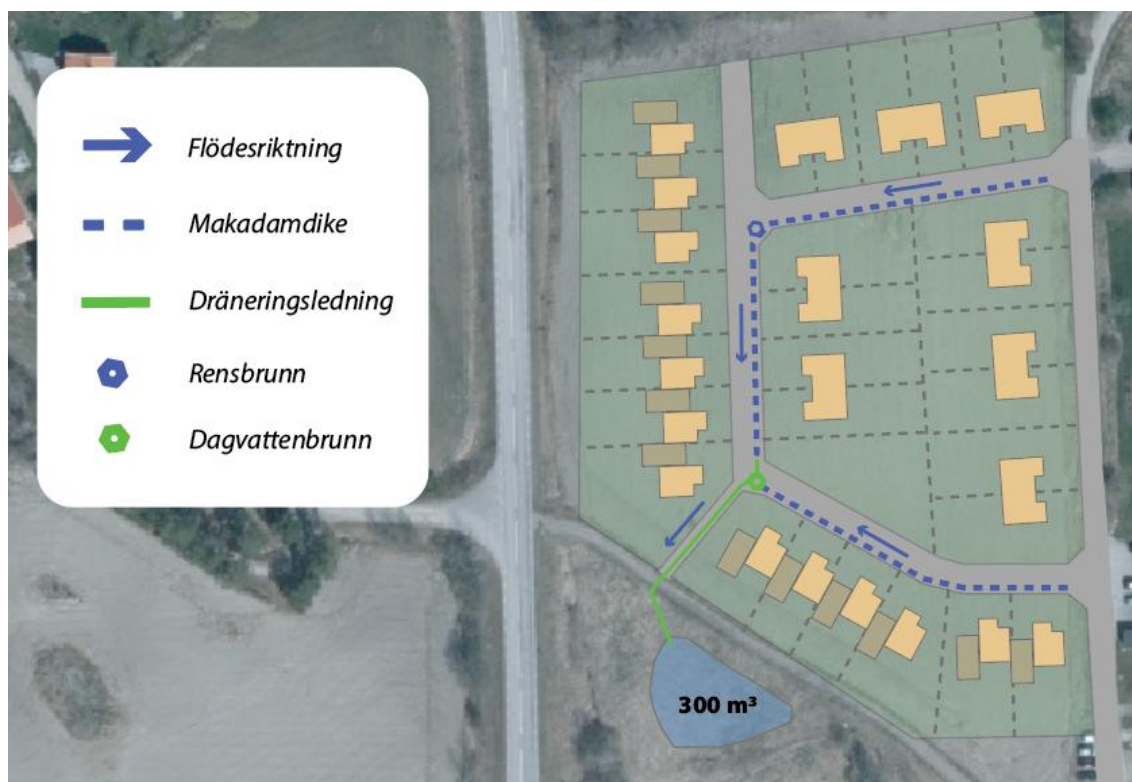 Flödesriktning
Makadamdike
Dräneringsledning
Rensbrunn
Dagvattenbrunn
300 m³